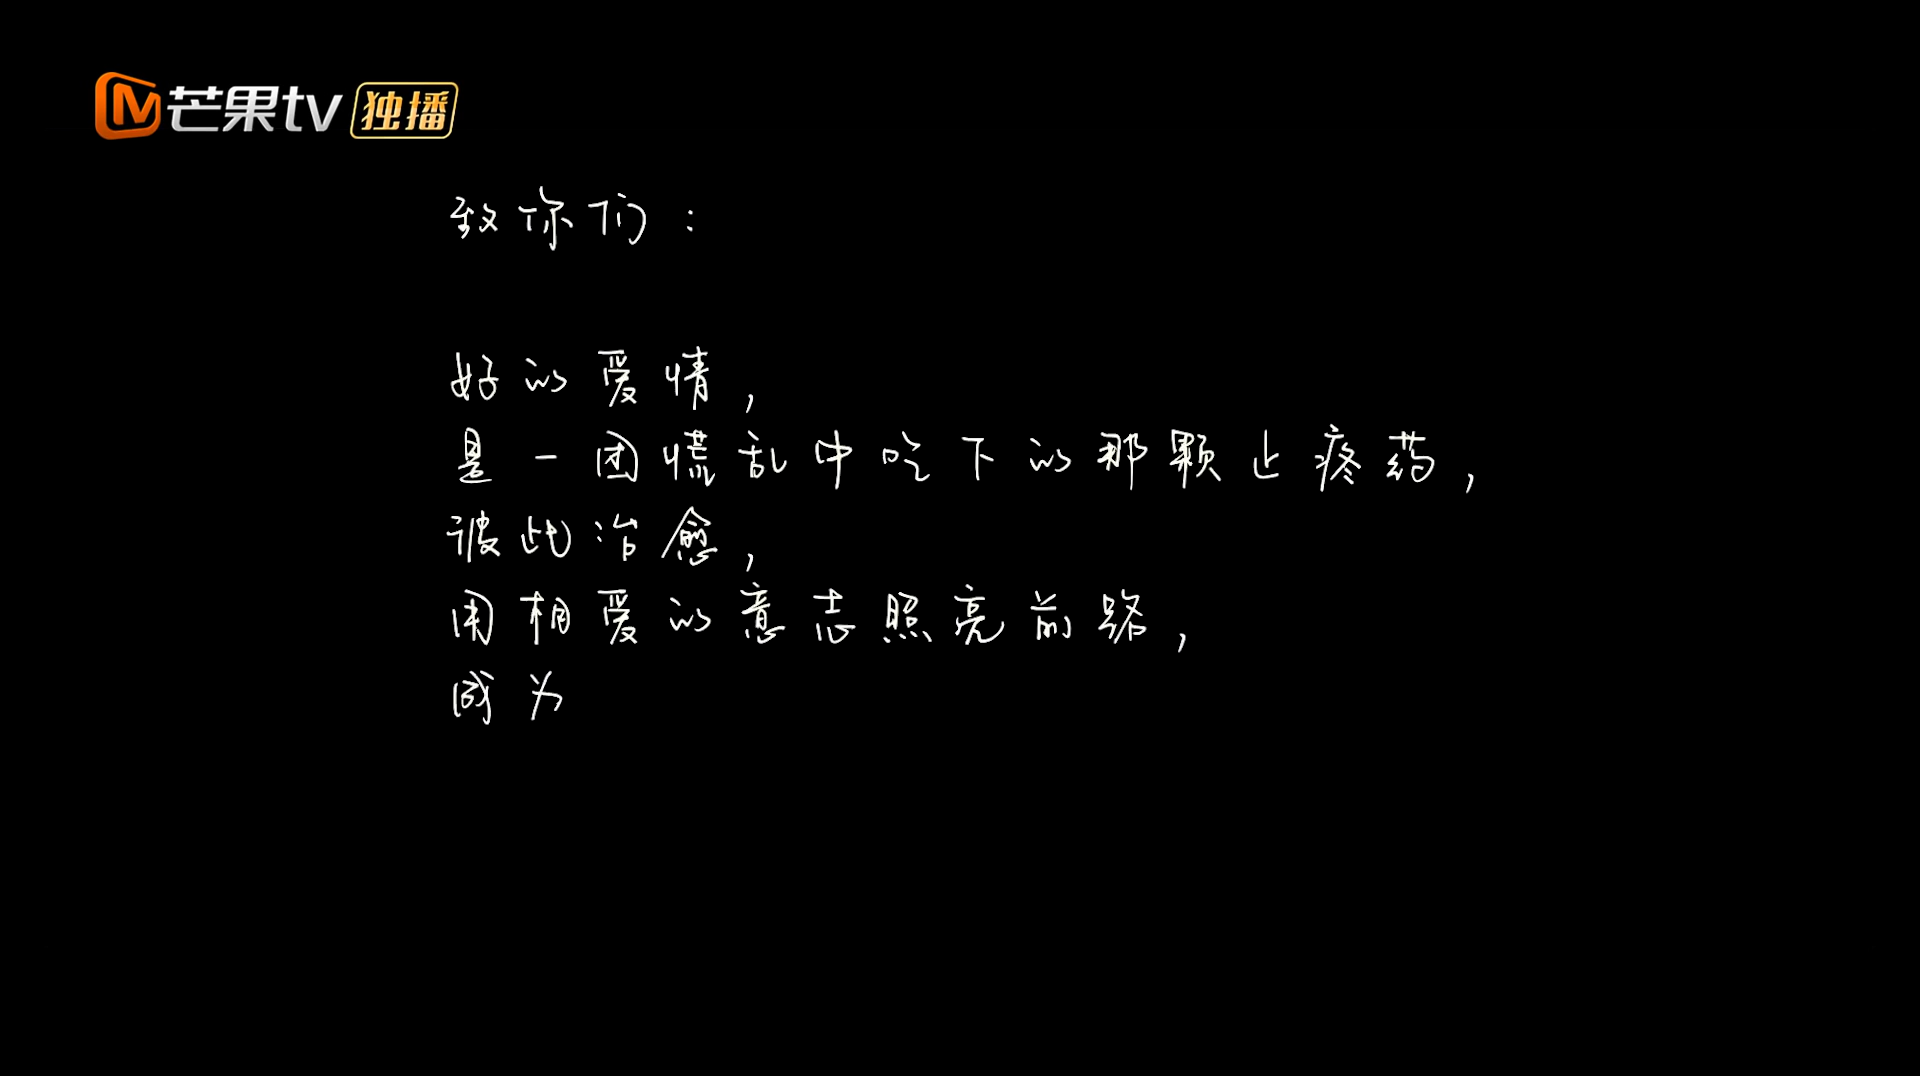 芒果tv 独播
致你们：
好的爱情，
是一团慌乱中吃下的那颗止疼药，
彼此治愈，
用相爱的意志照亮前路，
成为